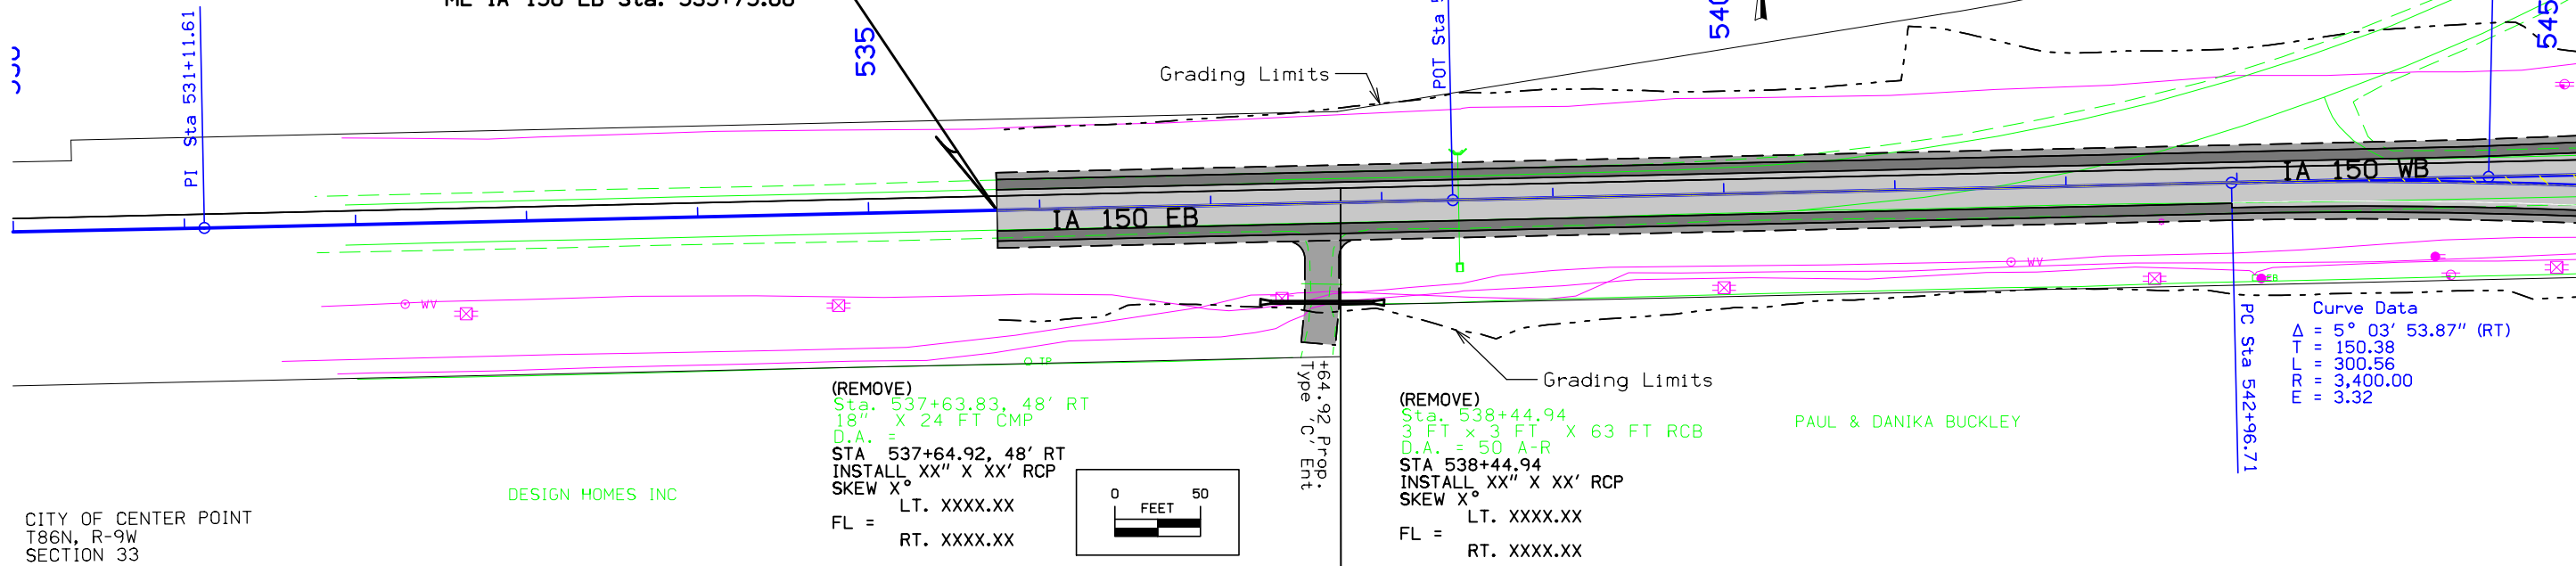 PI Sta 531+11.61
535
POT Sta 5
540
545
Grading Limits
IA 150 EB
IA 150 WB
WV
WV
TP
EB
Grading Limits
PC Sta 542+96.71
Curve Data
Δ = 5° 03' 53.87" (RT)
T = 150.38
L = 300.56
R = 3,400.00
E = 3.32
+64.92 Prop.
Type 'C' Ent
(REMOVE)
Sta. 537+63.83, 48' RT
18" X 24 FT CMP
D.A. =
STA 537+64.92, 48' RT
INSTALL XX" X XX' RCP
SKEW X°
LT. XXXX.XX
FL =
RT. XXXX.XX
(REMOVE)
Sta. 538+44.94
3 FT x 3 FT X 63 FT RCB
D.A. = 50 A-R
STA 538+44.94
INSTALL XX" X XX' RCP
SKEW X°
LT. XXXX.XX
FL =
RT. XXXX.XX
PAUL & DANIKA BUCKLEY
DESIGN HOMES INC
0 50
FEET
CITY OF CENTER POINT
T86N, R-9W
SECTION 33